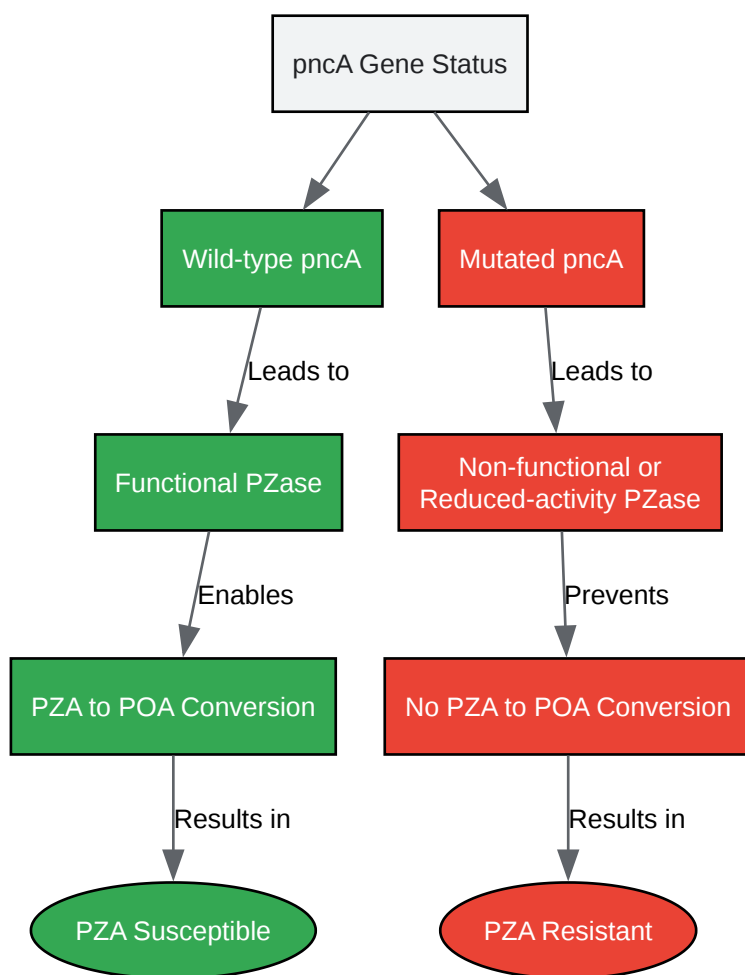 pncA Gene Status
Wild-type pncA
Mutated pncA
Leads to
Leads to
Functional PZase
Non-functional or
Reduced-activity PZase
Enables
Prevents
PZA to POA Conversion
No PZA to POA Conversion
Results in
Results in
PZA Susceptible
PZA Resistant